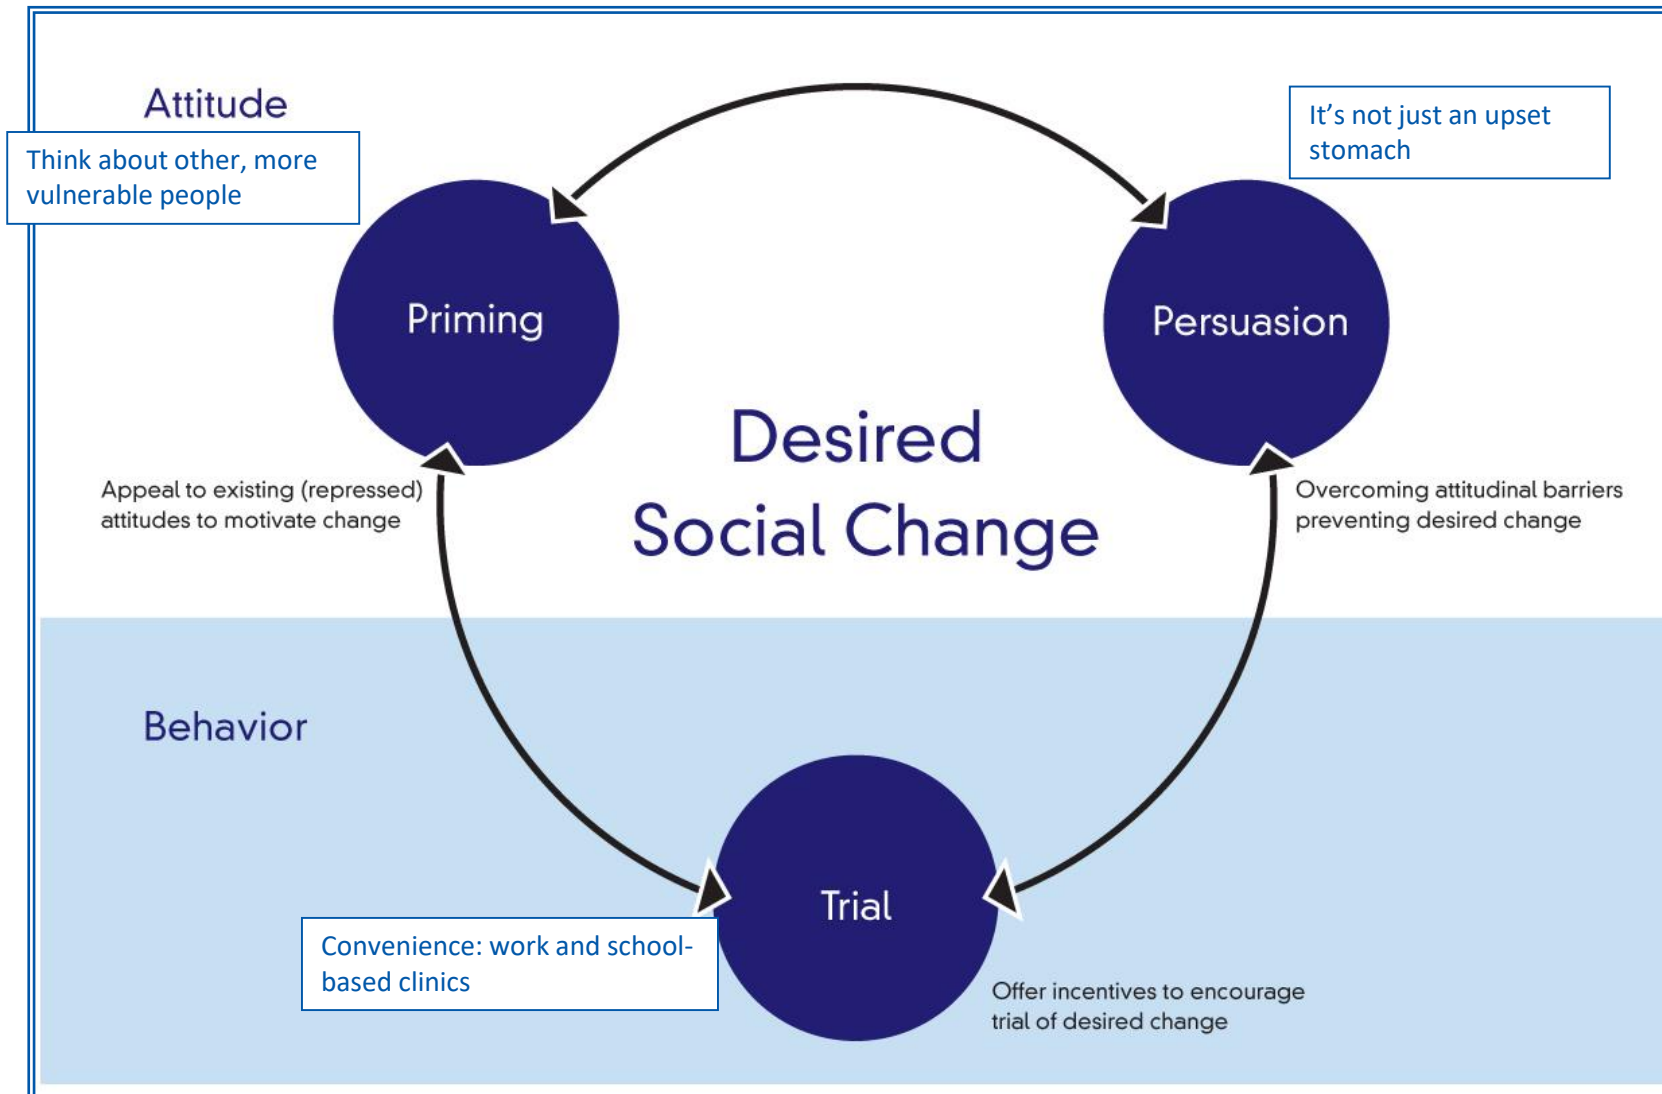 Attitude
Think about other, more
vulnerable people
It’s not just an upset
stomach
Priming
Persuasion
Desired
Social Change
Appeal to existing (repressed)
attitudes to motivate change
Overcoming attitudinal barriers
preventing desired change
Behavior
Trial
Convenience: work and school-
based clinics
Offer incentives to encourage
trial of desired change